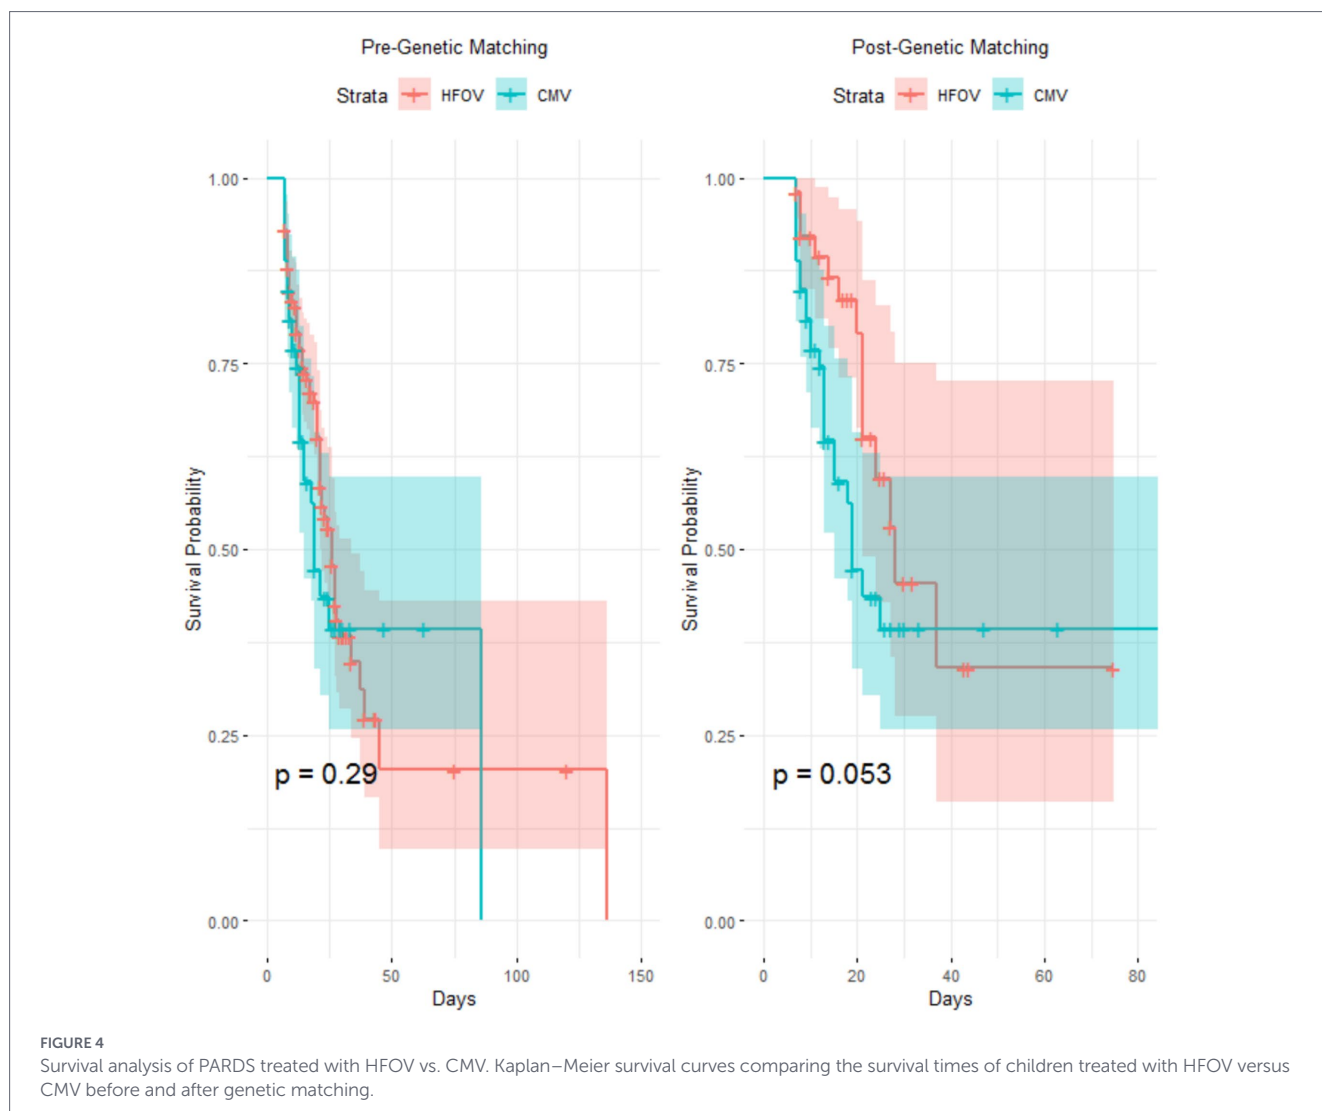 Pre-Genetic Matching
Strata HFOV CMV
1.00
0.75
0.50
0.25
0.00
Survival Probability
p = 0.29
0 50 100 150
Days
Post-Genetic Matching
Strata HFOV CMV
1.00
0.75
0.50
0.25
0.00
Survival Probability
p = 0.053
0 20 40 60 80
Days
FIGURE 4
Survival analysis of PARDS treated with HFOV vs. CMV. Kaplan–Meier survival curves comparing the survival times of children treated with HFOV versus
CMV before and after genetic matching.